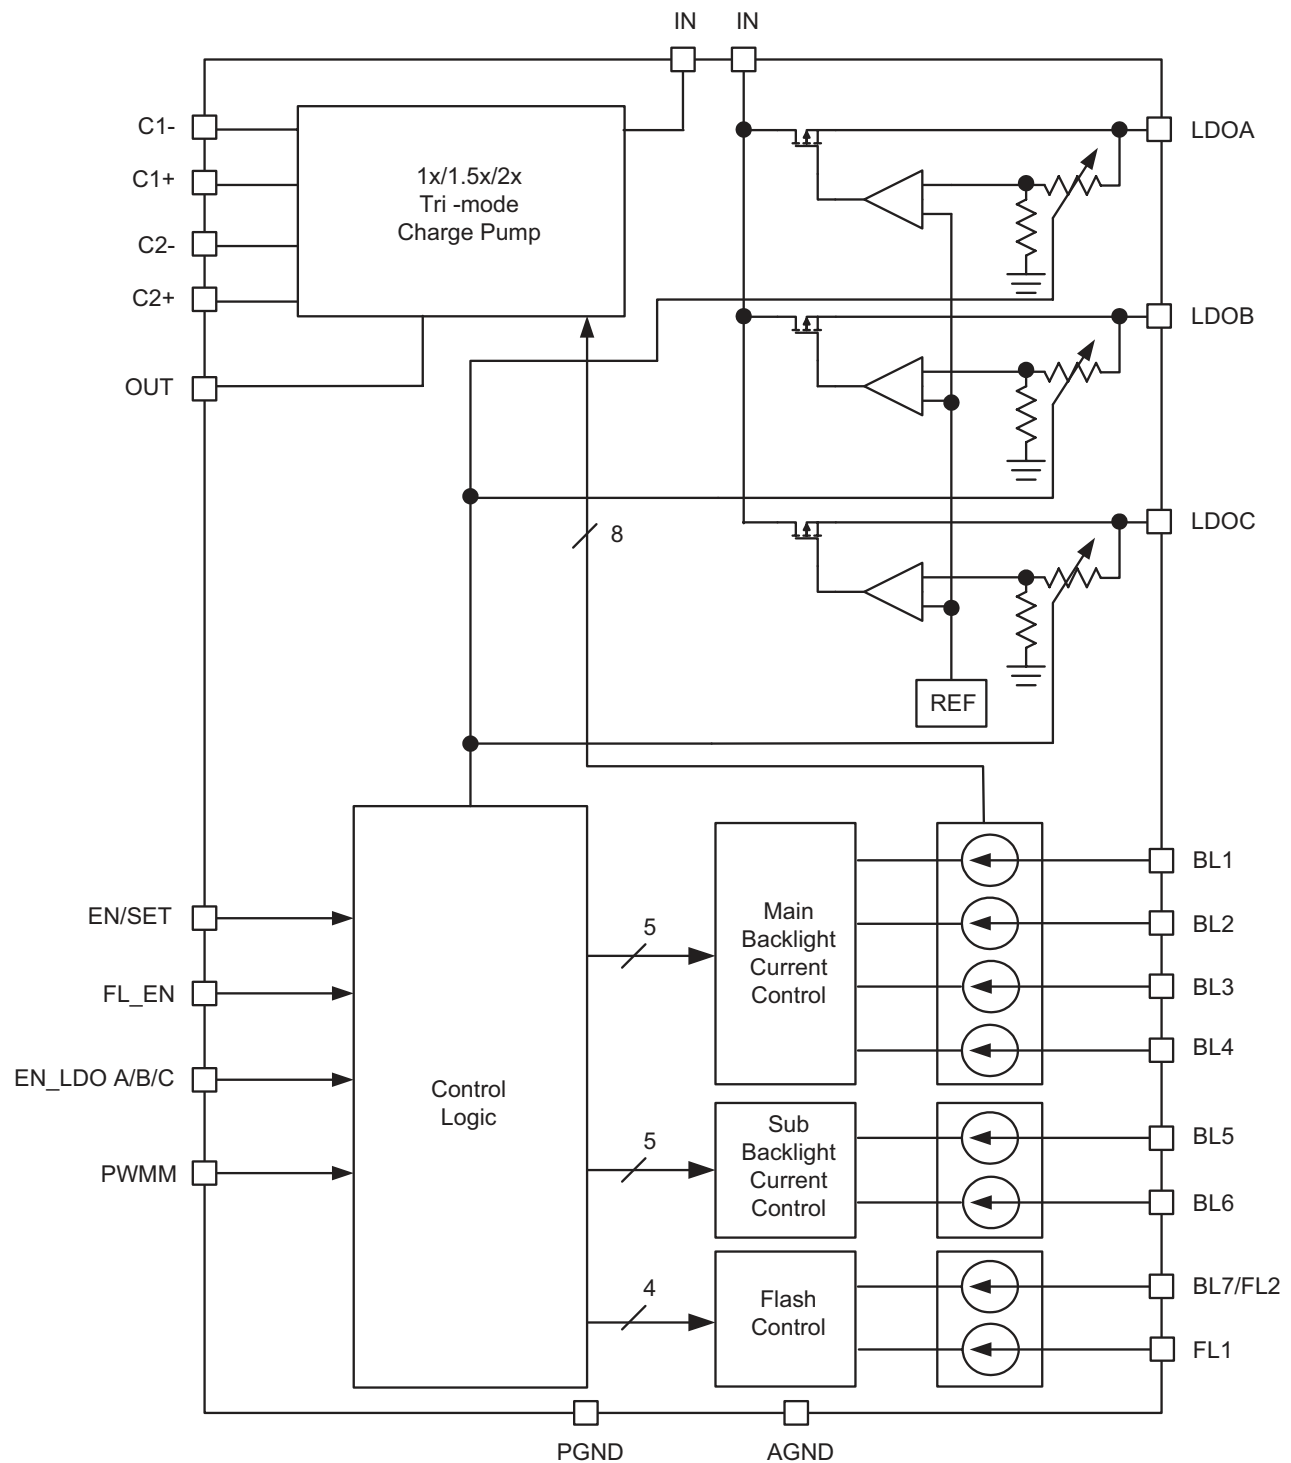 IN
IN
C1-
C1+
C2-
C2+
OUT
1x/1.5x/2x
Tri -mode
Charge Pump
LDOA
LDOB
8
LDOC
REF
EN/SET
FL_EN
EN_LDO A/B/C
PWMM
Control
Logic
5
Main
Backlight
Current
Control
BL1
BL2
BL3
BL4
5
Sub
Backlight
Current
Control
BL5
BL6
4
Flash
Control
BL7/FL2
FL1
PGND
AGND